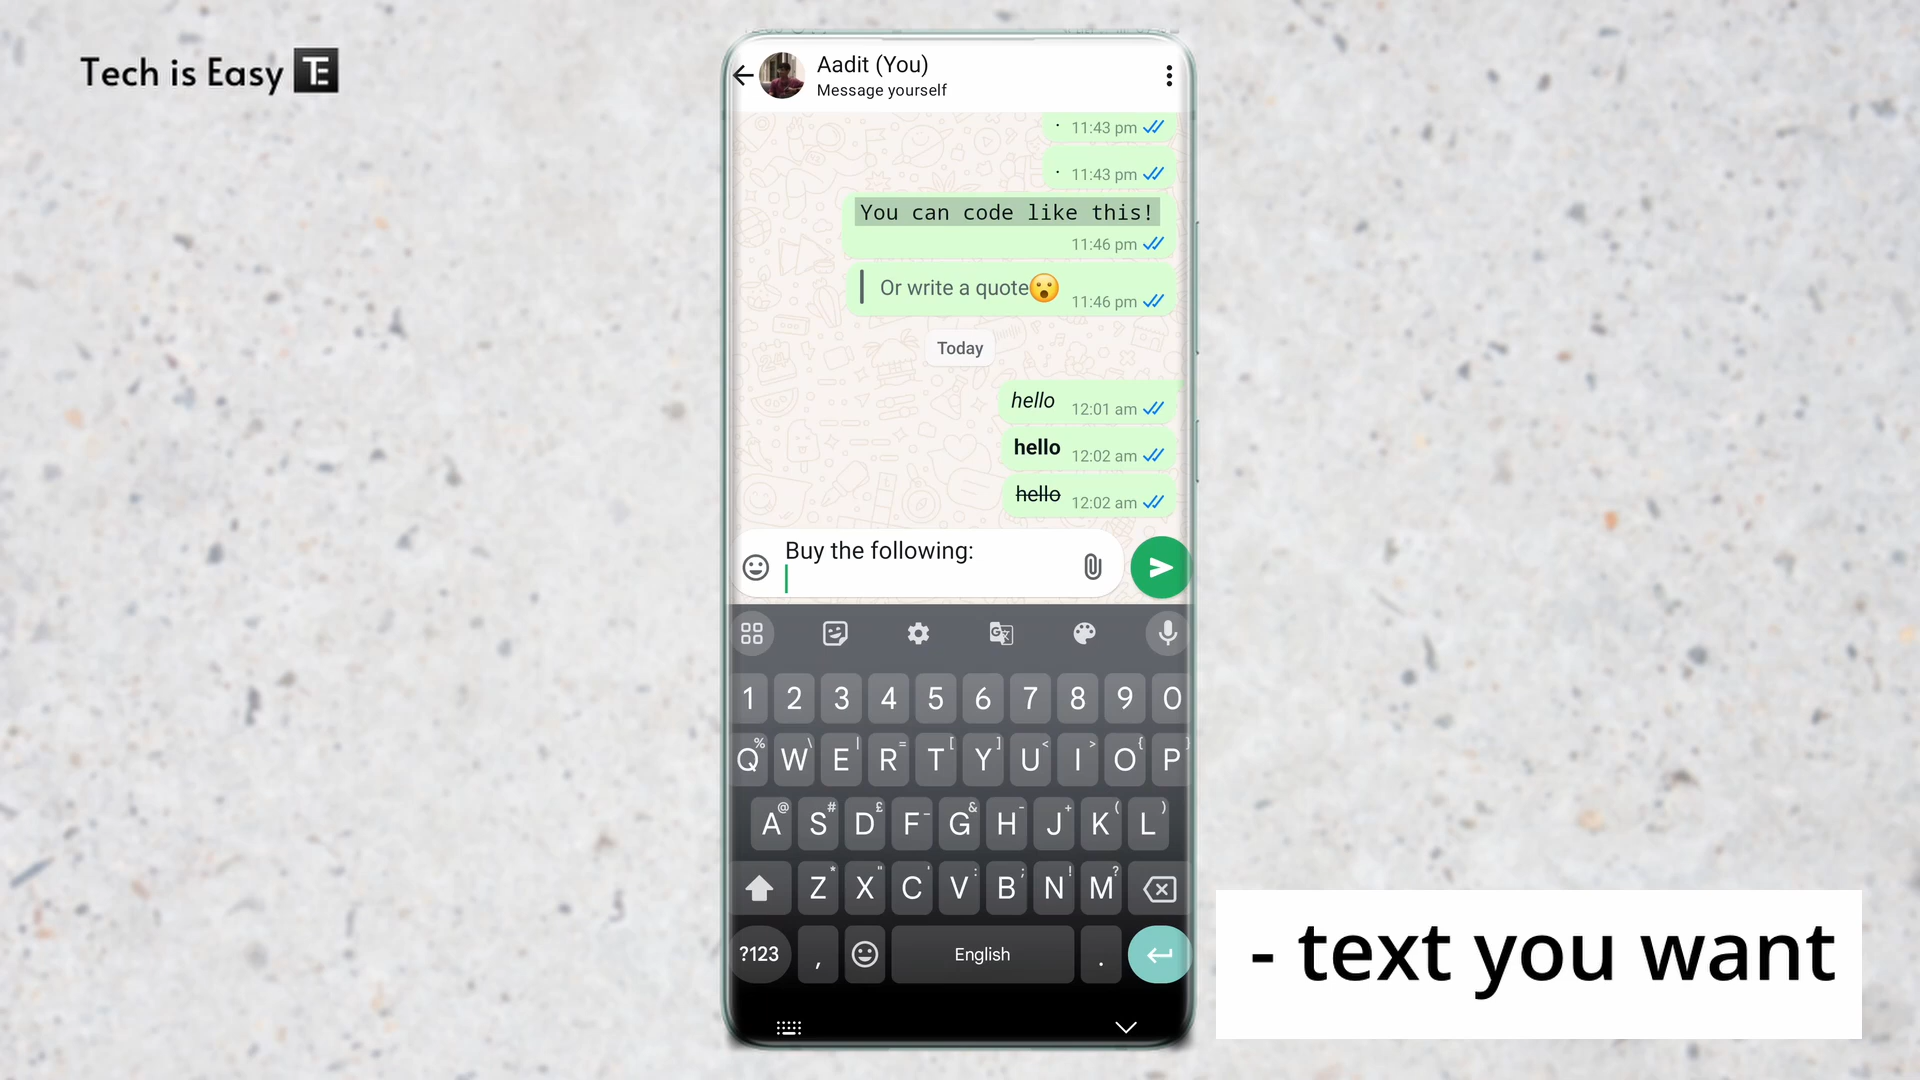 Tech is Easy TE
Aadit (You)
Message yourself
. 11:43 pm
. 11:43 pm
You can code like this!
11:46 pm
Or write a quote😮 11:46 pm
Today
hello 12:01 am
hello 12:02 am
hello 12:02 am
Buy the following:
1 2 3 4 5 6 7 8 9 0
Q% W\ E| R= T[ Y] U< I> O{ P}
A@ S# D£ F- G& H- J+ K( L)
Z* X" C' V: B; N! M?
?123 , English .
- text you want